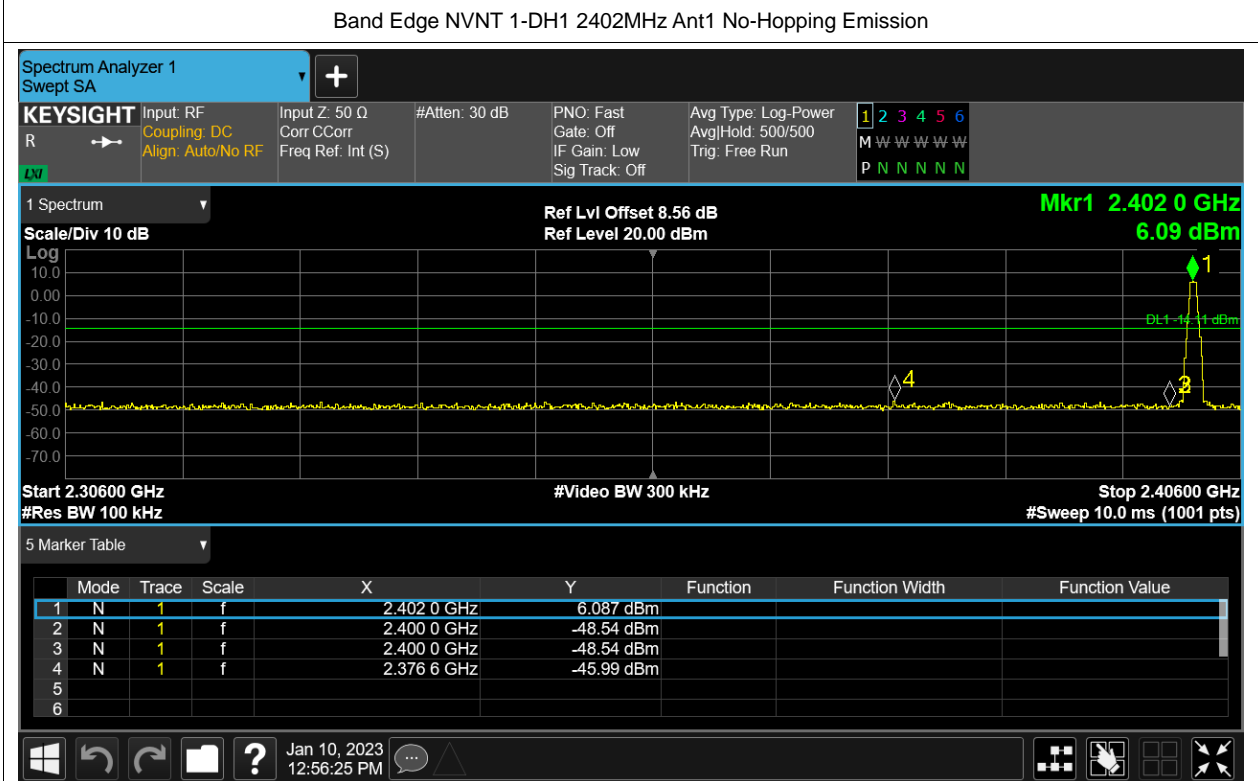 Band Edge NVNT 1-DH1 2402MHz Ant1 No-Hopping Emission
Spectrum Analyzer 1
Swept SA
KEYSIGHT Input: RF Input Z: 50 Ω #Atten: 30 dB PNO: Fast Avg Type: Log-Power 1 2 3 4 5 6
R Coupling: DC Corr CCorr Gate: Off Avg|Hold: 500/500 M W W W W W
Align: Auto/No RF Freq Ref: Int (S) IF Gain: Low Trig: Free Run
LXI Sig Track: Off P N N N N N
1 Spectrum Ref Lvl Offset 8.56 dB Mkr1 2.402 0 GHz
Scale/Div 10 dB Ref Level 20.00 dBm 6.09 dBm
Log
1
10.0
0.00
-10.0
DL1 -14.11 dBm
-20.0
-30.0
-40.0 4
-50.0
-60.0
-70.0
Start 2.30600 GHz #Video BW 300 kHz Stop 2.40600 GHz
#Res BW 100 kHz #Sweep 10.0 ms (1001 pts)
5 Marker Table
Mode Trace Scale X Y Function Function Width Function Value
1 N 1 f 2.402 0 GHz 6.087 dBm
2 N 1 f 2.400 0 GHz -48.54 dBm
3 N 1 f 2.400 0 GHz -48.54 dBm
4 N 1 f 2.376 6 GHz -45.99 dBm
5
6
? Jan 10, 2023
12:56:25 PM